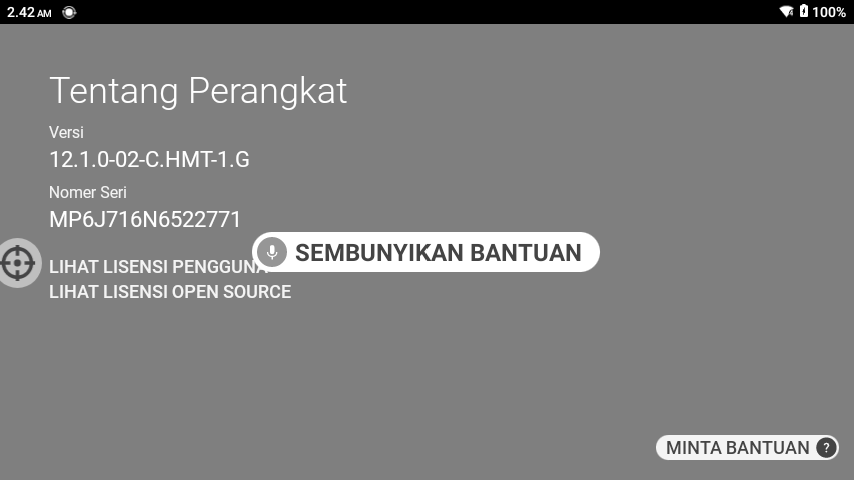 2.42 AM 100%
Tentang Perangkat
Versi
12.1.0-02-C.HMT-1.G
Nomer Seri
MP6J716N6522771
SEMBUNYIKAN BANTUAN
LIHAT LISENSI PENGGUNA
LIHAT LISENSI OPEN SOURCE
MINTA BANTUAN ?